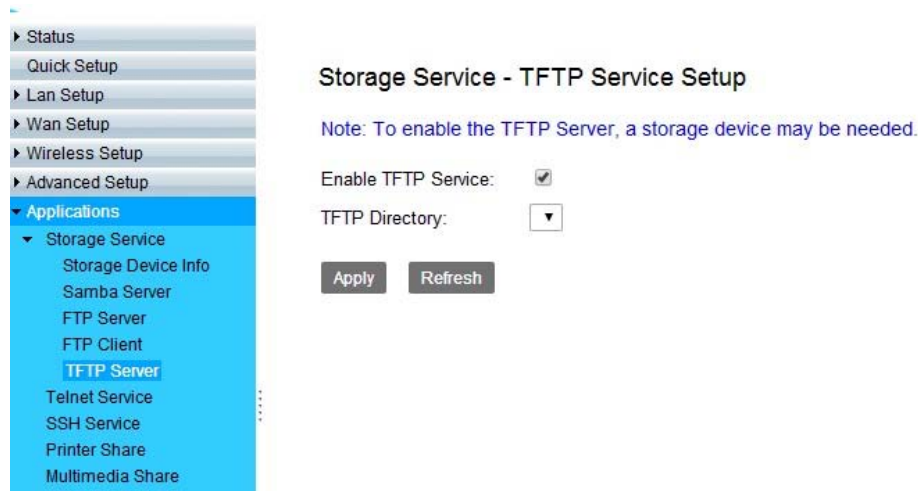 Status
Quick Setup
Lan Setup
Wan Setup
Wireless Setup
Advanced Setup
Applications
Storage Service
Storage Device Info
Samba Server
FTP Server
FTP Client
TFTP Server
Telnet Service
SSH Service
Printer Share
Multimedia Share
Storage Service - TFTP Service Setup
Note: To enable the TFTP Server, a storage device may be needed.
Enable TFTP Service:
TFTP Directory:
Apply Refresh